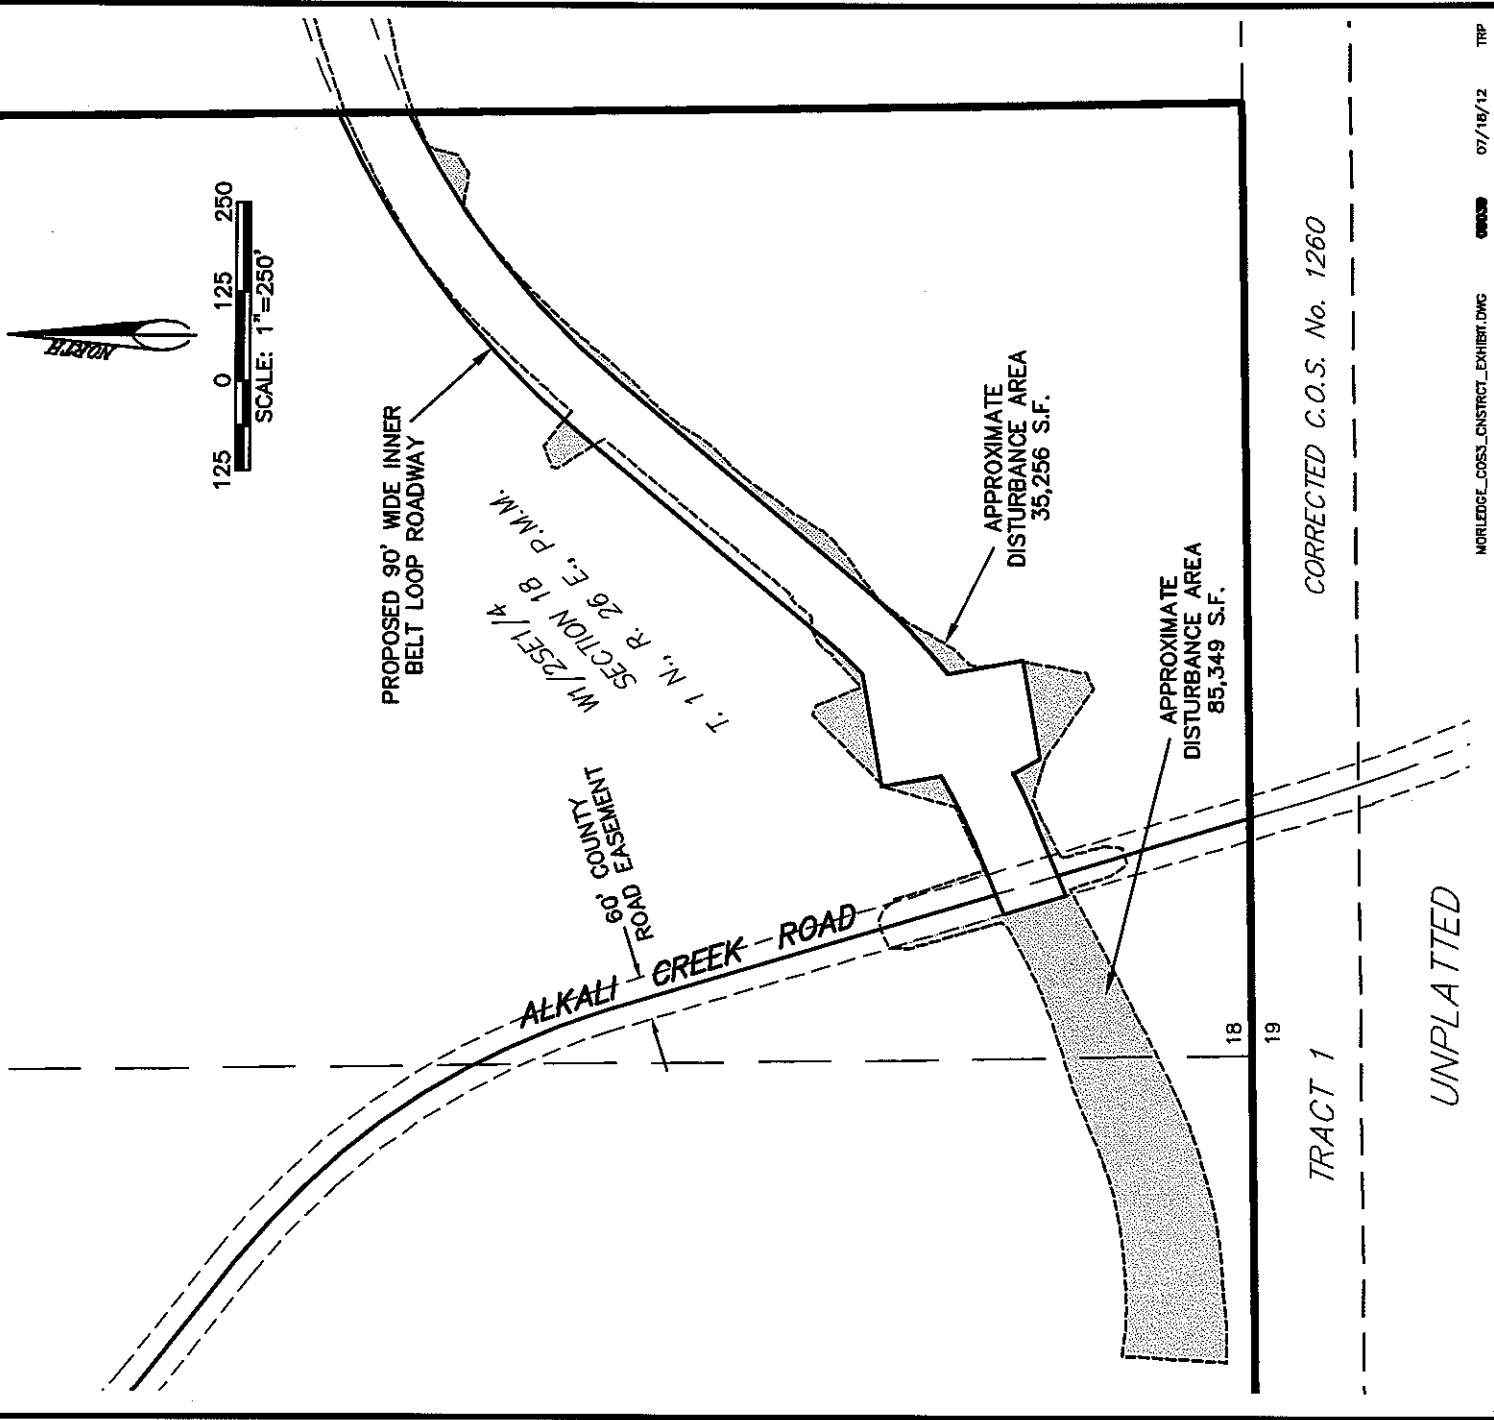 NORTH
125 0 125 250
SCALE: 1"=250'
PROPOSED 90' WIDE INNER
BELT LOOP ROADWAY
W1/2SE1/4
SECTION 18
T. 1 N., R. 26 E., P.M.M.
60' COUNTY
ROAD EASEMENT
ALKALI CREEK ROAD
APPROXIMATE
DISTURBANCE AREA
35,256 S.F.
APPROXIMATE
DISTURBANCE AREA
85,349 S.F.
18
19
TRACT 1
CORRECTED C.O.S. No. 1260
UNPLATTED
MORLEDGE_COS3_CNSTRCT_EXHIBIT.DWG 07/16/12 TRP